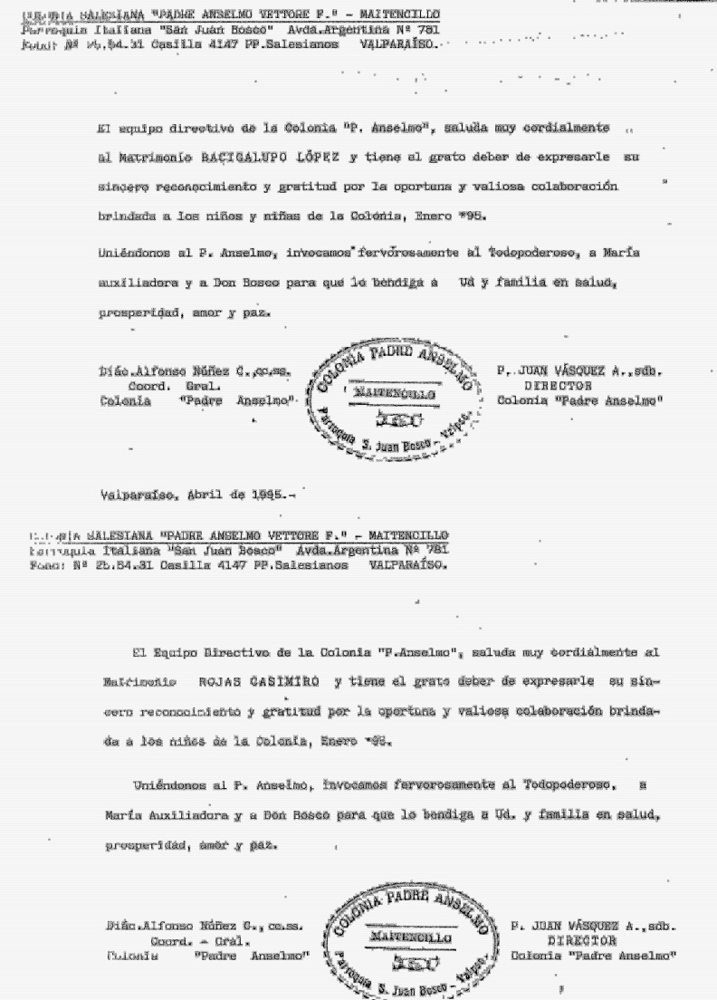 SALESIANA "PADRE ANSELMO VETTORE F." - MAITENCILLO
Parroquia Italiana "San Juan Bosco" Avda.Argentina Nº 781
Nº 25.54.31 Casilla 4147 PP.Salesianos VALPARAÍSO.
El equipo directivo de la Colonia "P. Anselmo", saluda muy cordialmente
al Matrimonio BACIGALUPO LÓPEZ y tiene el grato deber de expresarle su
sincero reconocimiento y gratitud por la oportuna y valiosa colaboración
brindada a los niños y niñas de la Colonia, Enero "95.
Uniéndonos al P. Anselmo, invocamos fervorosamente al Todopoderoso, a María
auxiliadora y a Don Bosco para que lo bendiga a Ud y familia en salud,
prosperidad, amor y paz.
Diác.Alfonso Núñez C.,cc.ss.
Coord. Gral.
Colonia "Padre Anselmo"
COLONIA PADRE ANSELMO
MAITENCILLO
Parroquia S. Juan Bosco - Valpso.
P. JUAN VÁSQUEZ A.,sdb.
DIRECTOR
Colonia "Padre Anselmo"
Valparaíso, Abril de 1995.-
SALESIANA "PADRE ANSELMO VETTORE F." - MAITENCILLO
Parroquia Italiana "San Juan Bosco" Avda.Argentina Nº 781
Fono: Nº 25.54.31 Casilla 4147 PP.Salesianos VALPARAÍSO.
El Equipo Directivo de la Colonia "P.Anselmo", saluda muy cordialmente al
Matrimonio ROJAS CASIMIRO y tiene el grato deber de expresarle su sin-
cero reconocimiento y gratitud por la oportuna y valiosa colaboración brinda-
da a los niños de la Colonia, Enero "95.
Uniéndonos al P. Anselmo, invocamos fervorosamente al Todopoderoso, a
María Auxiliadora y a Don Bosco para que lo bendiga a Ud. y familia en salud,
prosperidad, amor y paz.
Diác.Alfonso Núñez C.,cc.ss.
Coord. - Gral.
Colonia "Padre Anselmo"
COLONIA PADRE ANSELMO
MAITENCILLO
Parroquia S. Juan Bosco - Valpso.
P. JUAN VÁSQUEZ A.,sdb.
DIRECTOR
Colonia "Padre Anselmo"